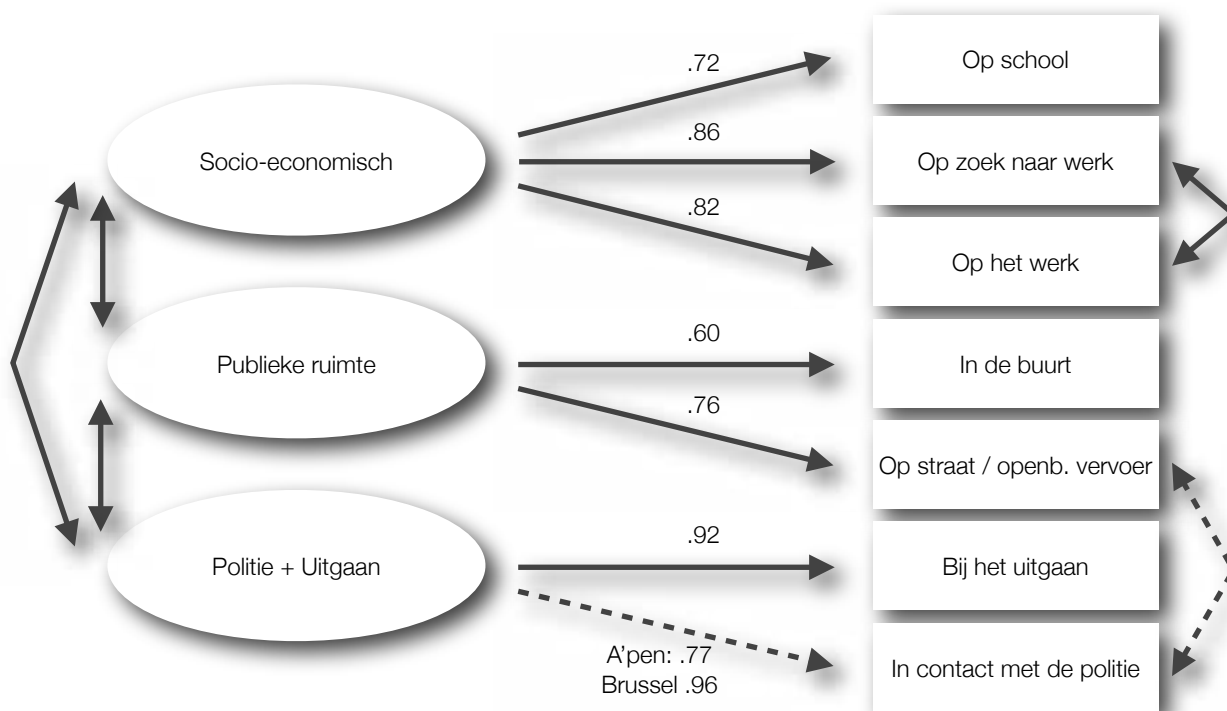 Op school
.72
.86
Socio-economisch
Op zoek naar werk
.82
Op het werk
.60
Publieke ruimte
In de buurt
.76
Op straat / openb. vervoer
.92
Politie + Uitgaan
Bij het uitgaan
A'pen: .77
Brussel .96
In contact met de politie